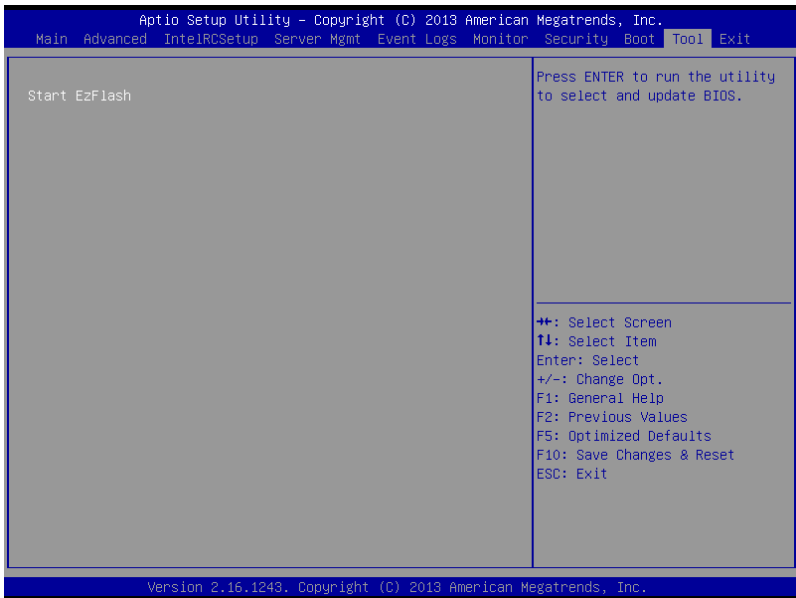 Aptio Setup Utility – Copyright (C) 2013 American Megatrends, Inc.
Main Advanced IntelRCSetup Server Mgmt Event Logs Monitor Security Boot Tool Exit
Start EzFlash
Press ENTER to run the utility
to select and update BIOS.
→←: Select Screen
↑↓: Select Item
Enter: Select
+/-: Change Opt.
F1: General Help
F2: Previous Values
F5: Optimized Defaults
F10: Save Changes & Reset
ESC: Exit
Version 2.16.1243. Copyright (C) 2013 American Megatrends, Inc.